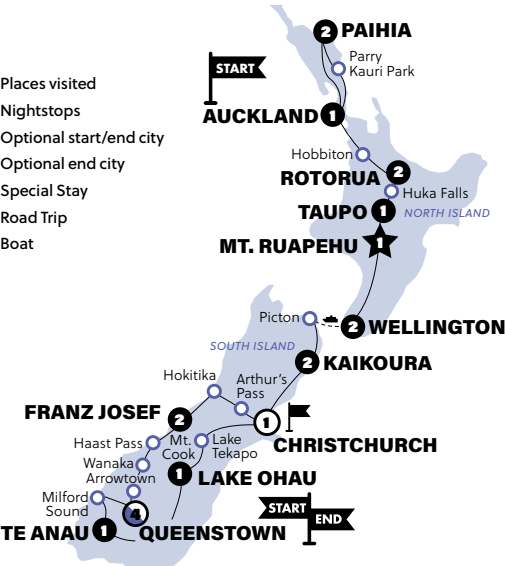 2 PAIHIA
Parry
Kauri Park
START
AUCKLAND 1
Places visited
Nightstops
Optional start/end city
Optional end city
Special Stay
Road Trip
Boat
Hobbiton
ROTORUA 2
Huka Falls
TAUPO 1
NORTH ISLAND
MT. RUAPEHU 1
Picton
2 WELLINGTON
SOUTH ISLAND
2 KAIKOURA
Hokitika
Arthur's
Pass
FRANZ JOSEF 2
1
CHRISTCHURCH
Haast Pass
Mt.
Cook
Lake
Tekapo
Wanaka
Arrowtown
1 LAKE OHAU
Milford
Sound
4
START
END
TE ANAU 1
QUEENSTOWN